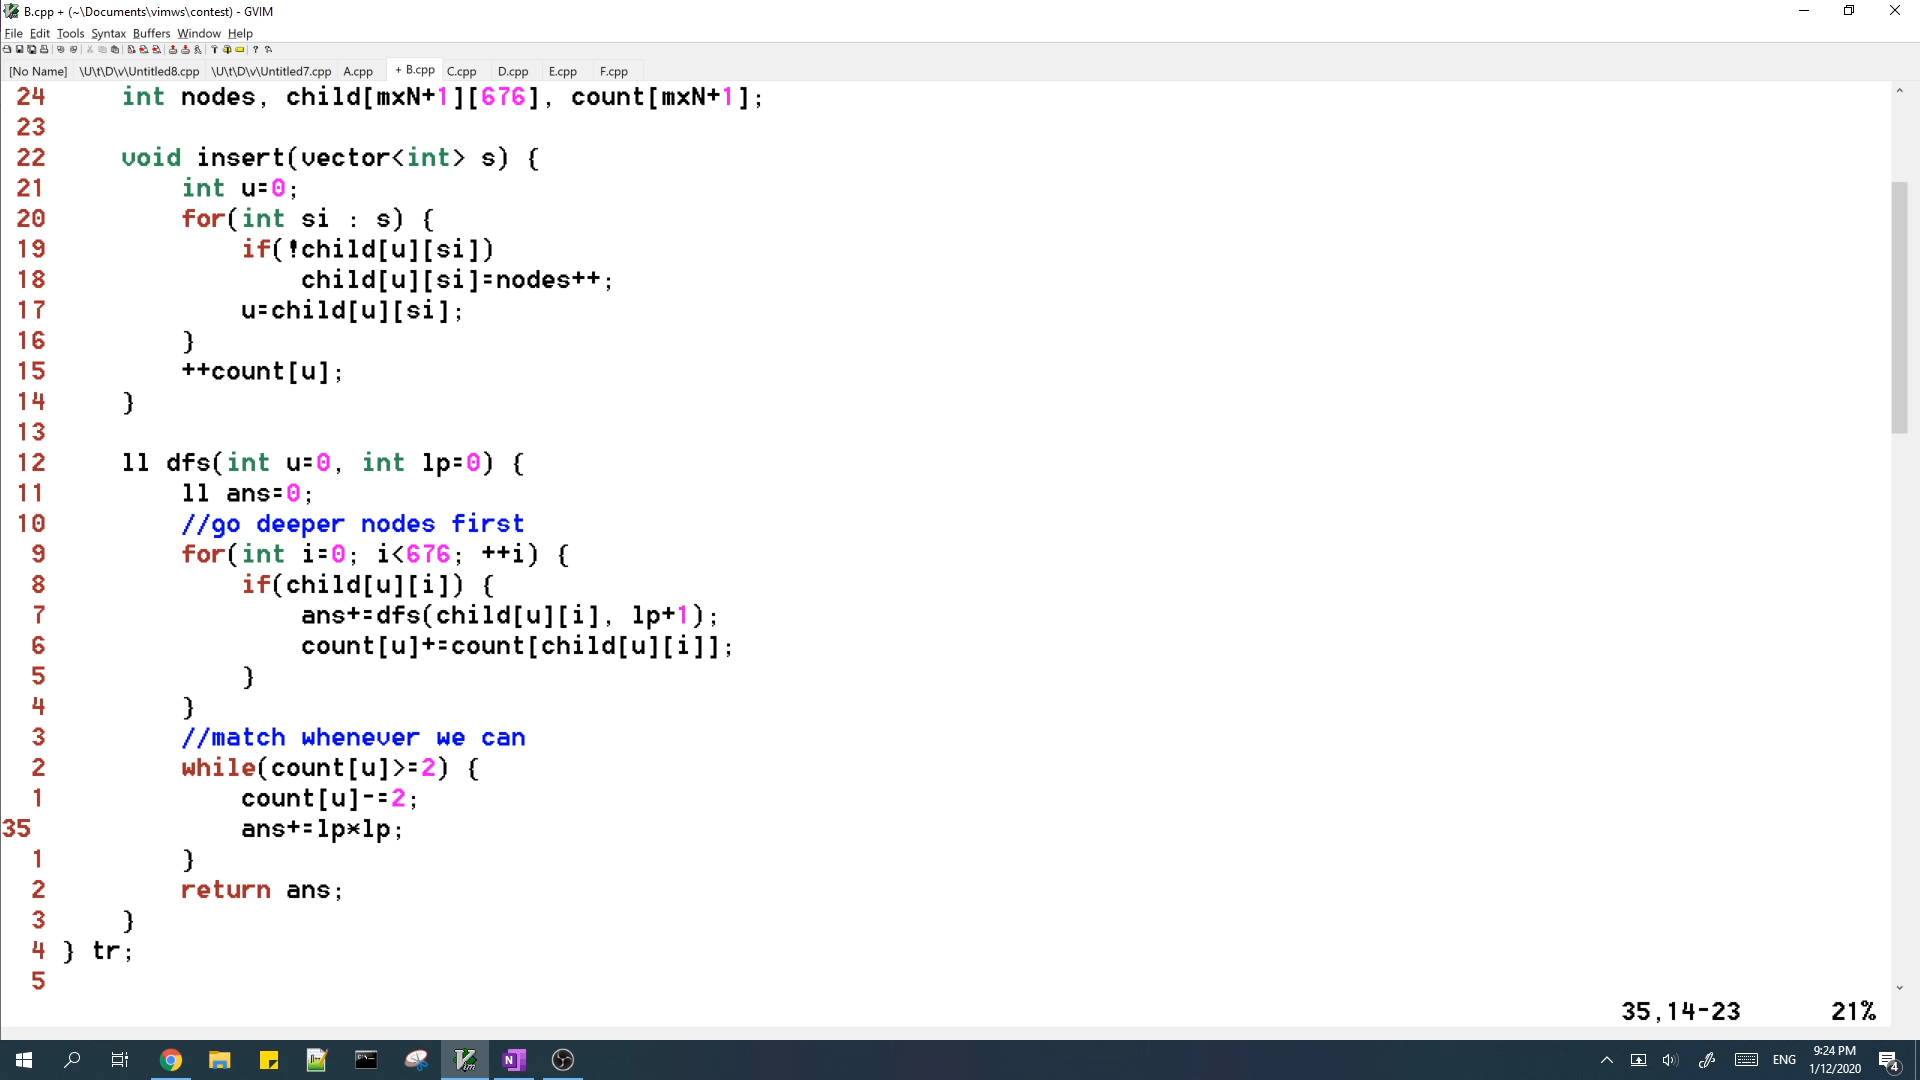 B.cpp + (~\Documents\vimws\contest) - GVIM
File Edit Tools Syntax Buffers Window Help
[No Name] \U\t\D\v\Untitled8.cpp \U\t\D\v\Untitled7.cpp A.cpp + B.cpp C.cpp D.cpp E.cpp F.cpp
24 int nodes, child[mxN+1][676], count[mxN+1];
23
22 void insert(vector<int> s) {
21 int u=0;
20 for(int si : s) {
19 if(!child[u][si])
18 child[u][si]=nodes++;
17 u=child[u][si];
16 }
15 ++count[u];
14 }
13
12 ll dfs(int u=0, int lp=0) {
11 ll ans=0;
10 //go deeper nodes first
9 for(int i=0; i<676; ++i) {
8 if(child[u][i]) {
7 ans+=dfs(child[u][i], lp+1);
6 count[u]+=count[child[u][i]];
5 }
4 }
3 //match whenever we can
2 while(count[u]>=2) {
1 count[u]-=2;
35 ans+=lp*lp;
1 }
2 return ans;
3 }
4 } tr;
5
35,14-23 21%
ENG
9:24 PM
1/12/2020
4